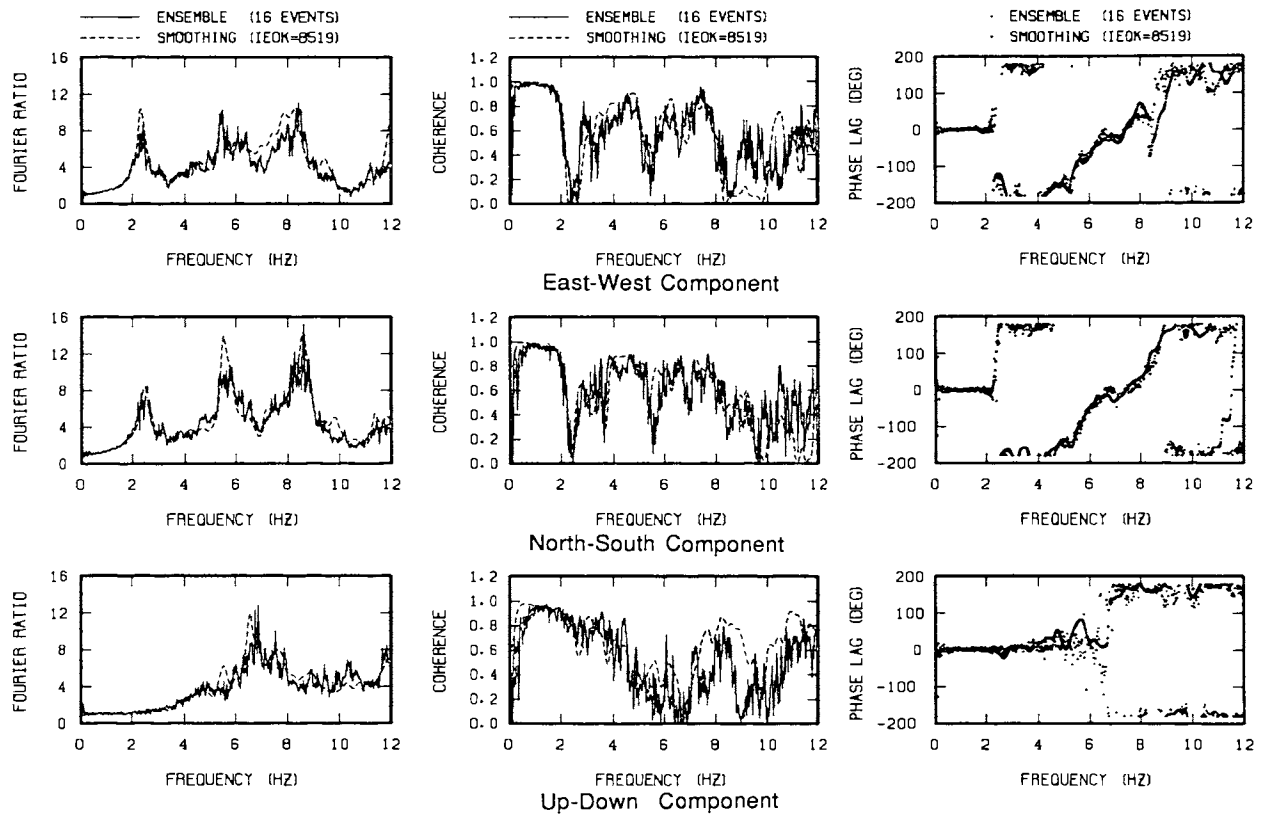 ENSEMBLE (16 EVENTS)
SMOOTHING (IEQK=8519)
ENSEMBLE (16 EVENTS)
SMOOTHING (IEQK=8519)
ENSEMBLE (16 EVENTS)
SMOOTHING (IEQK=8519)
FOURIER RATIO
16
12
8
4
0
0 2 4 6 8 10 12
FREQUENCY (HZ)
COHERENCE
1.2
1.0
0.8
0.6
0.4
0.2
0.0
0 2 4 6 8 10 12
FREQUENCY (HZ)
PHASE LAG (DEG)
200
100
0
-100
-200
0 2 4 6 8 10 12
FREQUENCY (HZ)
East-West Component
FOURIER RATIO
16
12
8
4
0
0 2 4 6 8 10 12
FREQUENCY (HZ)
COHERENCE
1.2
1.0
0.8
0.6
0.4
0.2
0.0
0 2 4 6 8 10 12
FREQUENCY (HZ)
PHASE LAG (DEG)
200
100
0
-100
-200
0 2 4 6 8 10 12
FREQUENCY (HZ)
North-South Component
FOURIER RATIO
16
12
8
4
0
0 2 4 6 8 10 12
FREQUENCY (HZ)
COHERENCE
1.2
1.0
0.8
0.6
0.4
0.2
0.0
0 2 4 6 8 10 12
FREQUENCY (HZ)
PHASE LAG (DEG)
200
100
0
-100
-200
0 2 4 6 8 10 12
FREQUENCY (HZ)
Up-Down Component